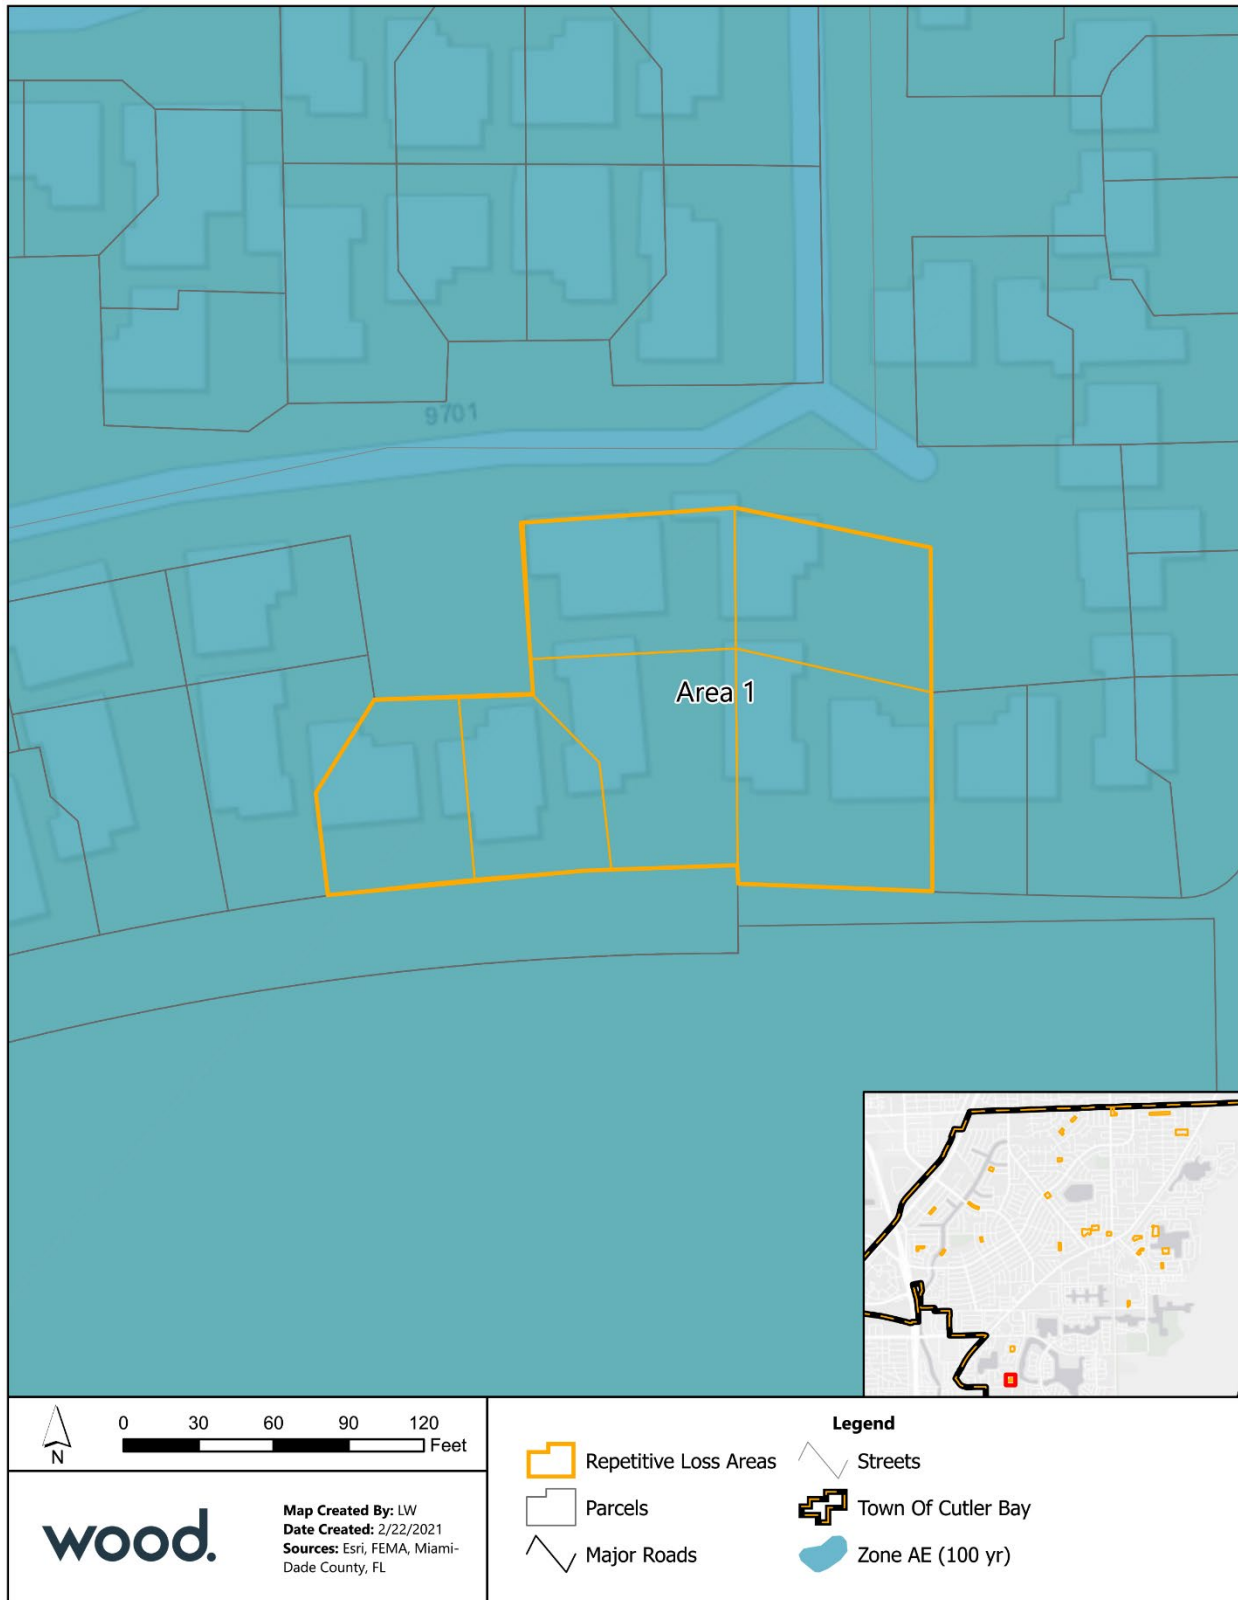 9701
Area 1
N
0 30 60 90 120
Feet
wood.
Map Created By: LW
Date Created: 2/22/2021
Sources: Esri, FEMA, Miami-
Dade County, FL
Legend
Repetitive Loss Areas
Parcels
Major Roads
Streets
Town Of Cutler Bay
Zone AE (100 yr)